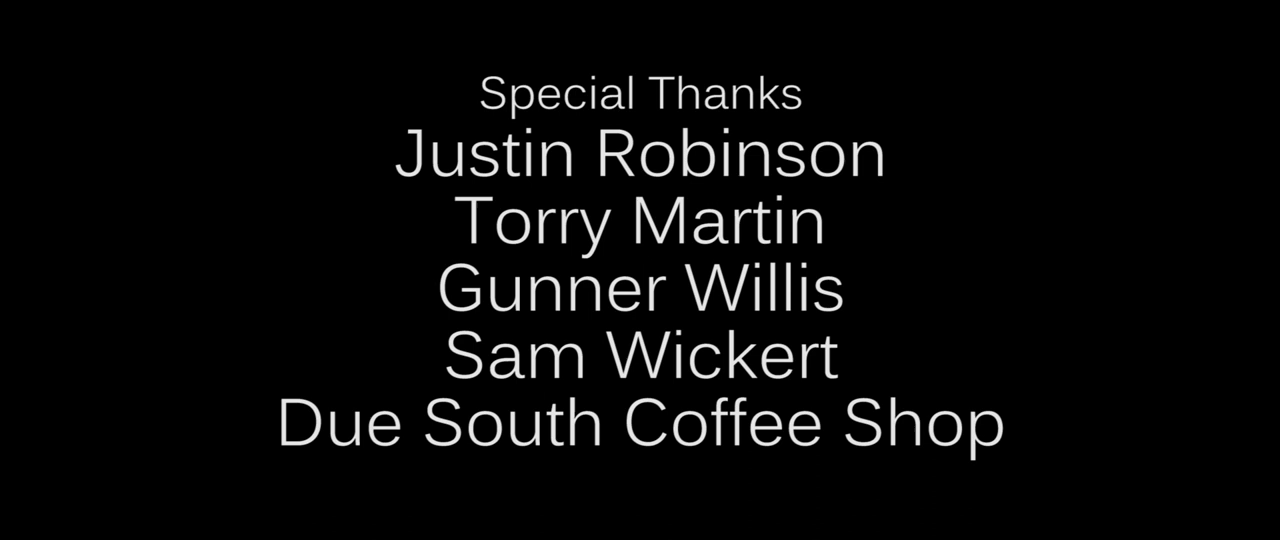 Special Thanks
Justin Robinson
Torry Martin
Gunner Willis
Sam Wickert
Due South Coffee Shop